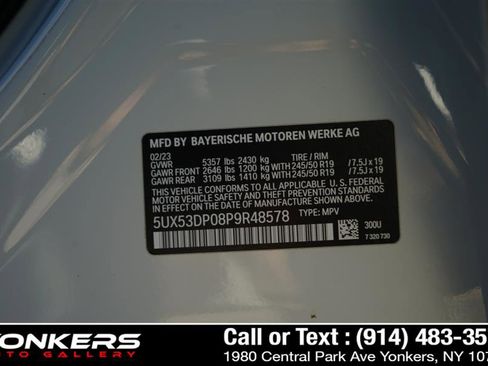 MFD BY BAYERISCHE MOTOREN WERKE AG
02/23
GVWR 5357 lbs 2430 kg TIRE / RIM
GAWR FRONT 2646 lbs 1200 kg WITH 245/50 R19 /7.5J x 19
GAWR REAR 3109 lbs 1410 kg WITH 245/50 R19 /7.5J x 19
THIS VEHICLE CONFORMS TO ALL APPLICABLE U.S. FEDERAL MOTOR
VEHICLE SAFETY, BUMPER, AND THEFT PREVENTION STANDARDS
IN EFFECT ON THE DATE OF MANUFACTURE SHOWN ABOVE.
5UX53DP08P9R48578 TYPE: MPV
300U
7 320 730
YONKERS
AUTO GALLERY
Call or Text : (914) 483-35
1980 Central Park Ave Yonkers, NY 107